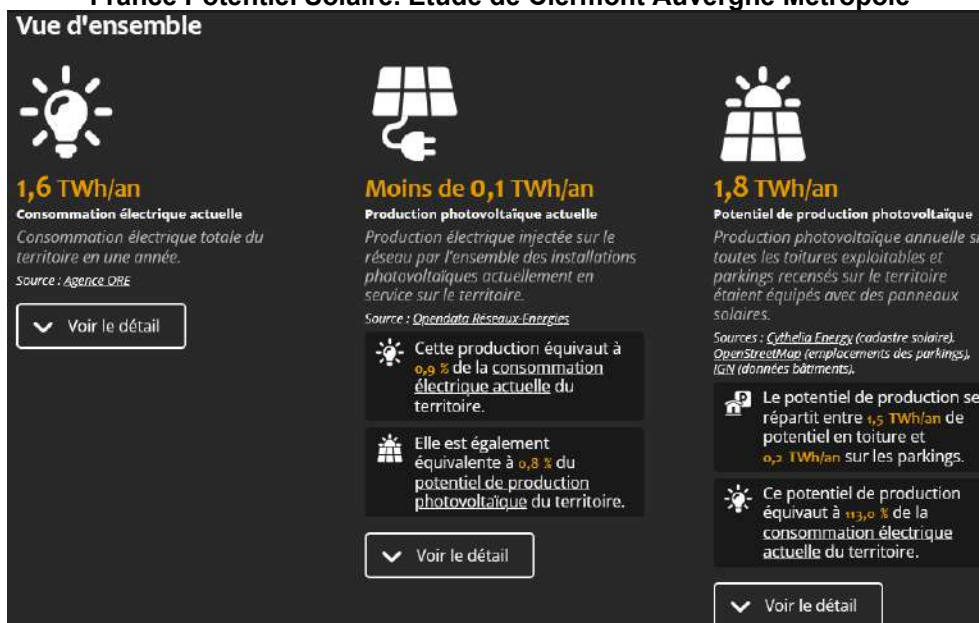 France Potentiel Solaire. Etude de Clermont Auvergne Métropole
Vue d'ensemble
1,6 TWh/an
Consommation électrique actuelle
Consommation électrique totale du
territoire en une année.
Source : Agence ORE
Voir le détail
Moins de 0,1 TWh/an
Production photovoltaïque actuelle
Production électrique injectée sur le
réseau par l'ensemble des installations
photovoltaïques actuellement en
service sur le territoire.
Source : Opendata Réseaux-Energies
Cette production équivaut à
0,9 % de la consommation
électrique actuelle du
territoire.
Elle est également
équivalente à 0,8 % du
potentiel de production
photovoltaïque du territoire.
Voir le détail
1,8 TWh/an
Potentiel de production photovoltaïque
Production photovoltaïque annuelle si
toutes les toitures exploitables et
parkings recensés sur le territoire
étaient équipés avec des panneaux
solaires.
Sources : Cythelia Energy (cadastre solaire),
OpenStreetMap (emplacements des parkings),
IGN (données bâtiments).
Le potentiel de production se
répartit entre 1,5 TWh/an de
potentiel en toiture et
0,2 TWh/an sur les parkings.
Ce potentiel de production
équivaut à 113,0 % de la
consommation électrique
actuelle du territoire.
Voir le détail